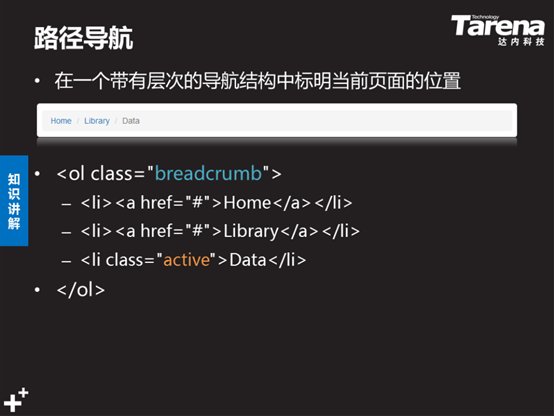 路径导航
Technology
Tarena
达内科技
• 在一个带有层次的导航结构中标明当前页面的位置
Home / Library / Data
知识讲解
• <ol class="breadcrumb">
– <li><a href="#">Home</a></li>
– <li><a href="#">Library</a></li>
– <li class="active">Data</li>
• </ol>